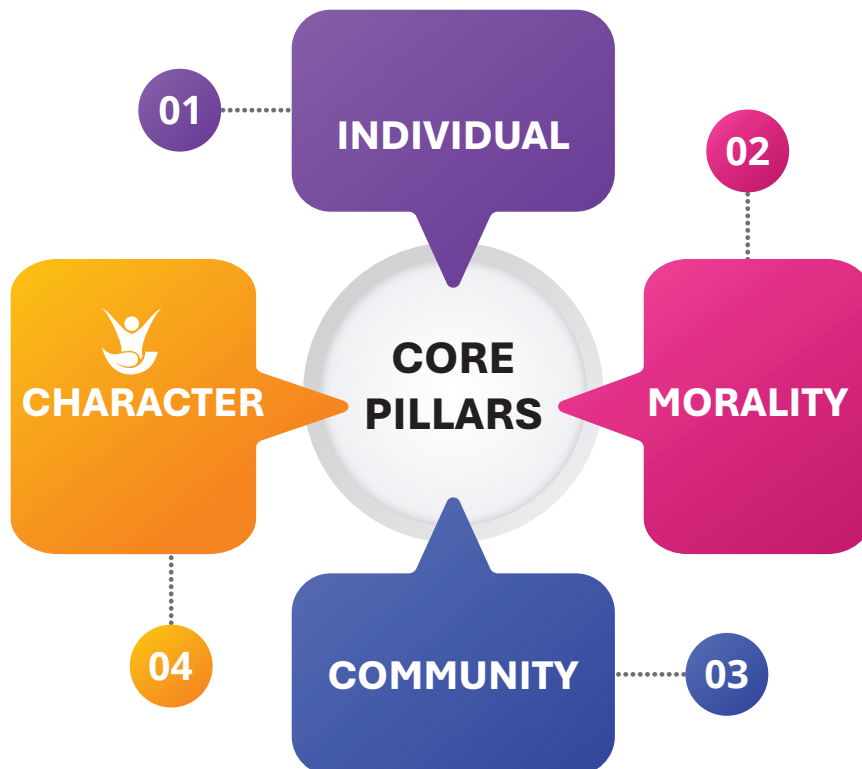 01
INDIVIDUAL
02
MORALITY
CORE
PILLARS
CHARACTER
04
COMMUNITY
03